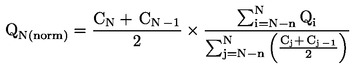 $$Q_{N(norm)} = \frac{C_N + C_{N-1}}{2} \times \frac{\sum_{i=N-n}^{N} Q_i}{\sum_{j=N-n}^{N} \left( \frac{C_j + C_{j-1}}{2} \right)}$$